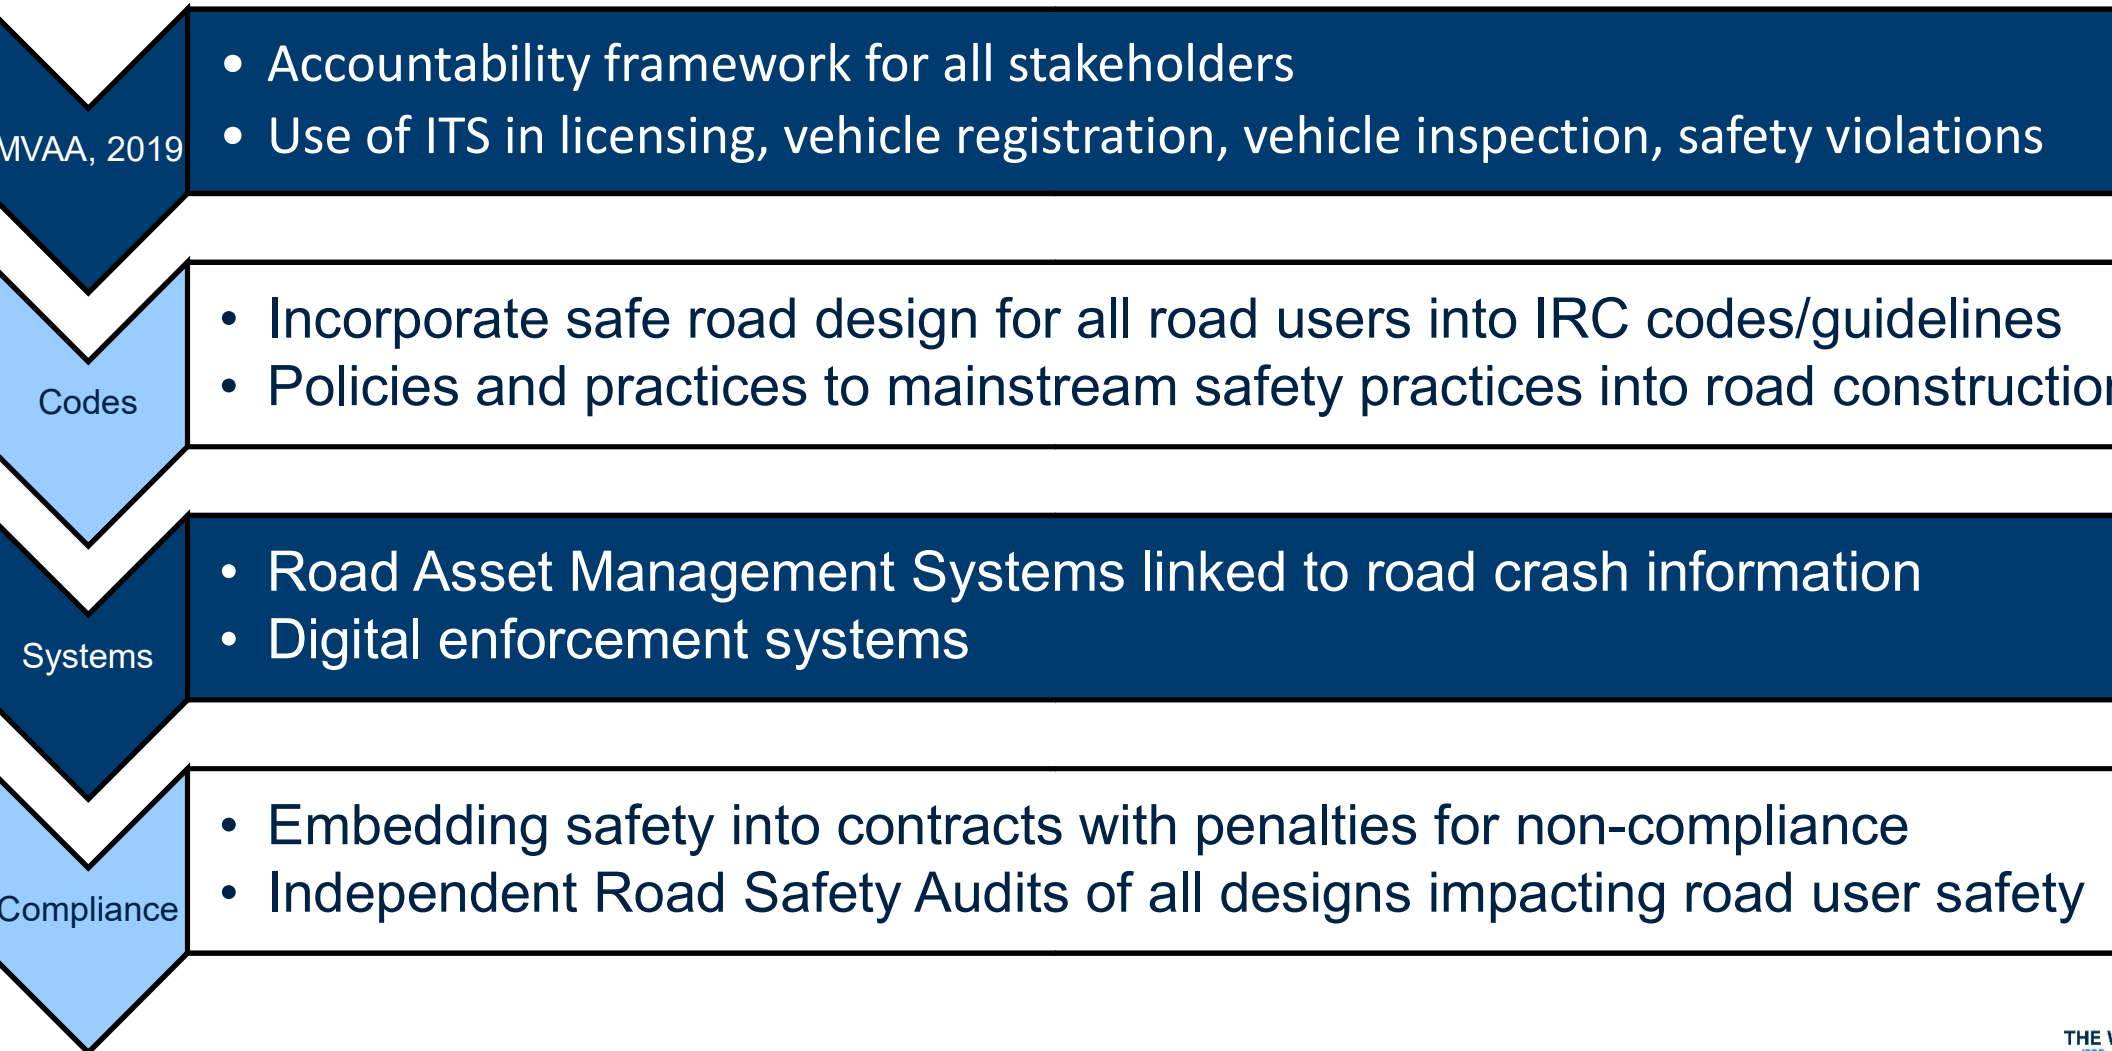 MVAA, 2019
• Accountability framework for all stakeholders
• Use of ITS in licensing, vehicle registration, vehicle inspection, safety violations
Codes
• Incorporate safe road design for all road users into IRC codes/guidelines
• Policies and practices to mainstream safety practices into road construction
Systems
• Road Asset Management Systems linked to road crash information
• Digital enforcement systems
Compliance
• Embedding safety into contracts with penalties for non-compliance
• Independent Road Safety Audits of all designs impacting road user safety
THE